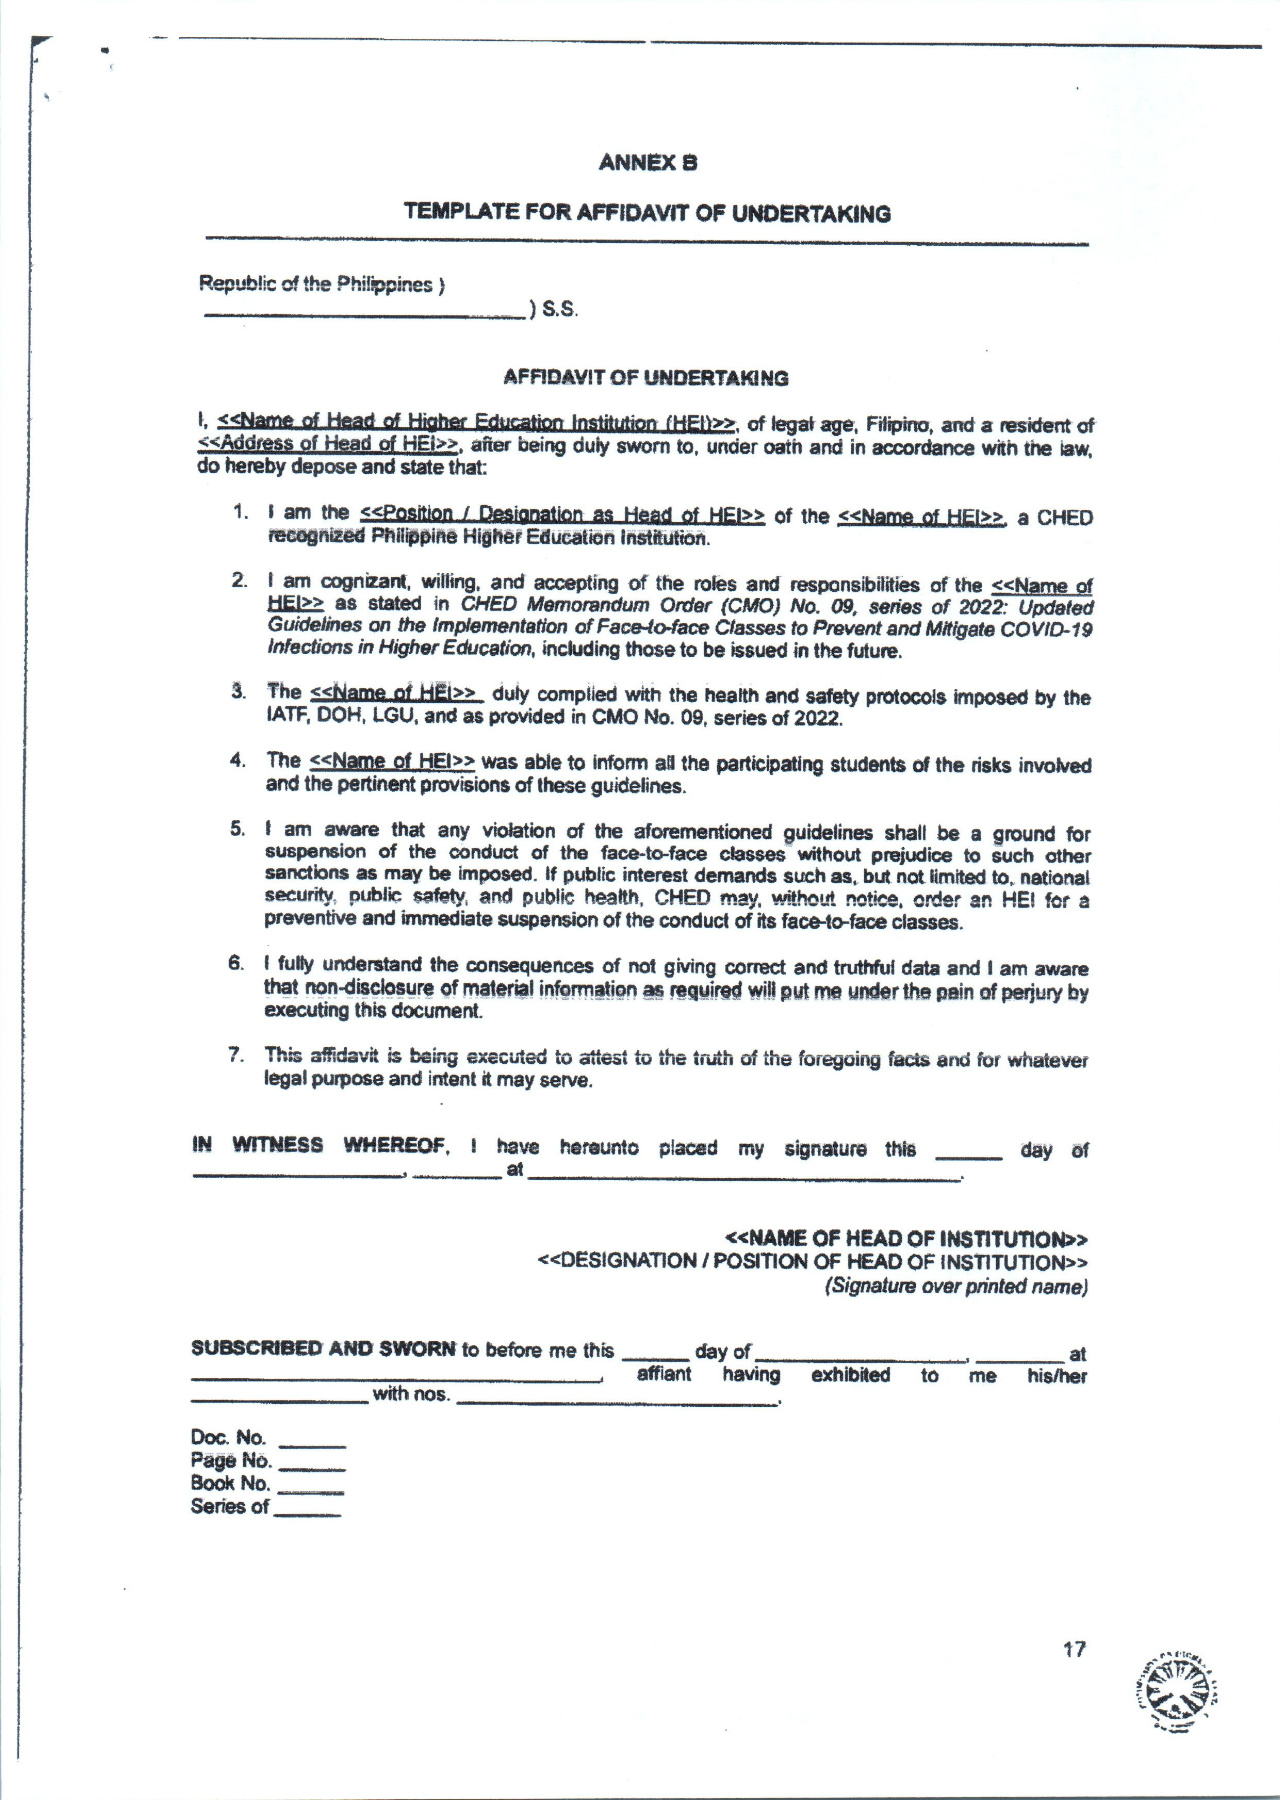 ANNEX B
TEMPLATE FOR AFFIDAVIT OF UNDERTAKING
Republic of the Philippines )
____________________________) S.S.
AFFIDAVIT OF UNDERTAKING
I, <<Name of Head of Higher Education Institution (HEI)>>, of legal age, Filipino, and a resident of
<<Address of Head of HEI>>, after being duly sworn to, under oath and in accordance with the law,
do hereby depose and state that:
1. I am the <<Position / Designation as Head of HEI>> of the <<Name of HEI>>, a CHED
recognized Philippine Higher Education Institution.
2. I am cognizant, willing, and accepting of the roles and responsibilities of the <<Name of
HEI>> as stated in CHED Memorandum Order (CMO) No. 09, series of 2022: Updated
Guidelines on the Implementation of Face-to-face Classes to Prevent and Mitigate COVID-19
Infections in Higher Education, including those to be issued in the future.
3. The <<Name of HEI>> duly complied with the health and safety protocols imposed by the
IATF, DOH, LGU, and as provided in CMO No. 09, series of 2022.
4. The <<Name of HEI>> was able to inform all the participating students of the risks involved
and the pertinent provisions of these guidelines.
5. I am aware that any violation of the aforementioned guidelines shall be a ground for
suspension of the conduct of the face-to-face classes without prejudice to such other
sanctions as may be imposed. If public interest demands such as, but not limited to, national
security, public safety, and public health, CHED may, without notice, order an HEI for a
preventive and immediate suspension of the conduct of its face-to-face classes.
6. I fully understand the consequences of not giving correct and truthful data and I am aware
that non-disclosure of material information as required will put me under the pain of perjury by
executing this document.
7. This affidavit is being executed to attest to the truth of the foregoing facts and for whatever
legal purpose and intent it may serve.
IN WITNESS WHEREOF, I have hereunto placed my signature this ______ day of
___________________, ________ at _______________________________________.
<<NAME OF HEAD OF INSTITUTION>>
<<DESIGNATION / POSITION OF HEAD OF INSTITUTION>>
(Signature over printed name)
SUBSCRIBED AND SWORN to before me this ______ day of ___________________, ________ at
_____________________________________, affiant having exhibited to me his/her
________________ with nos. _____________________________.
Doc. No. ______
Page No. ______
Book No. ______
Series of ______
17